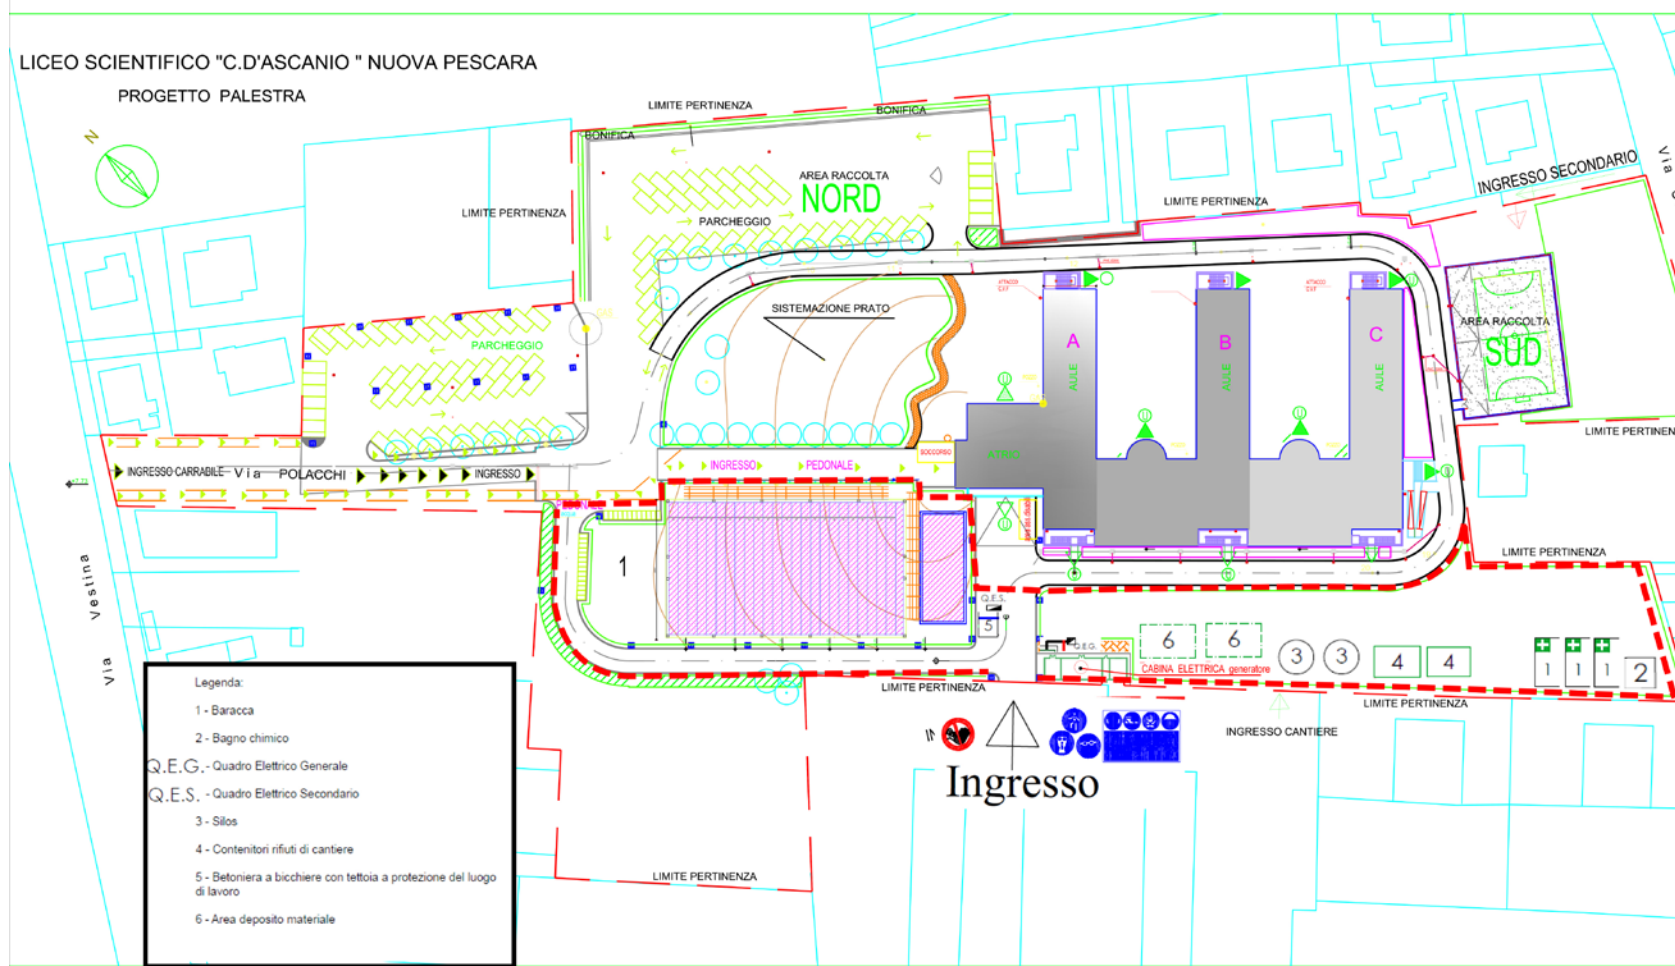 LICEO SCIENTIFICO "C.D'ASCANIO " NUOVA PESCARA
PROGETTO PALESTRA
N
LIMITE PERTINENZA
BONIFICA
BONIFICA
AREA RACCOLTA
NORD
PARCHEGGIO
LIMITE PERTINENZA
LIMITE PERTINENZA
INGRESSO SECONDARIO
Via
SISTEMAZIONE PRATO
PARCHEGGIO
A
B
C
AULE
AULE
AULE
AREA RACCOLTA
SUD
LIMITE PERTINEN
INGRESSO CARRABILE
Via POLACCHI
INGRESSO
INGRESSO PEDONALE
SOCCORSO
ATRIO
1
LIMITE PERTINENZA
Via Vestina
Q.E.S.
5
Q.E.G.
6
6
3
3
4
4
1
1
1
2
CABINA ELETTRICA generatore
LIMITE PERTINENZA
LIMITE PERTINENZA
INGRESSO CANTIERE
Ingresso
LIMITE PERTINENZA
Legenda:
1 - Baracca
2 - Bagno chimico
Q.E.G. - Quadro Elettrico Generale
Q.E.S. - Quadro Elettrico Secondario
3 - Silos
4 - Contenitori rifiuti di cantiere
5 - Betoniera a bicchiere con tettoia a protezione del luogo
di lavoro
6 - Area deposito materiale